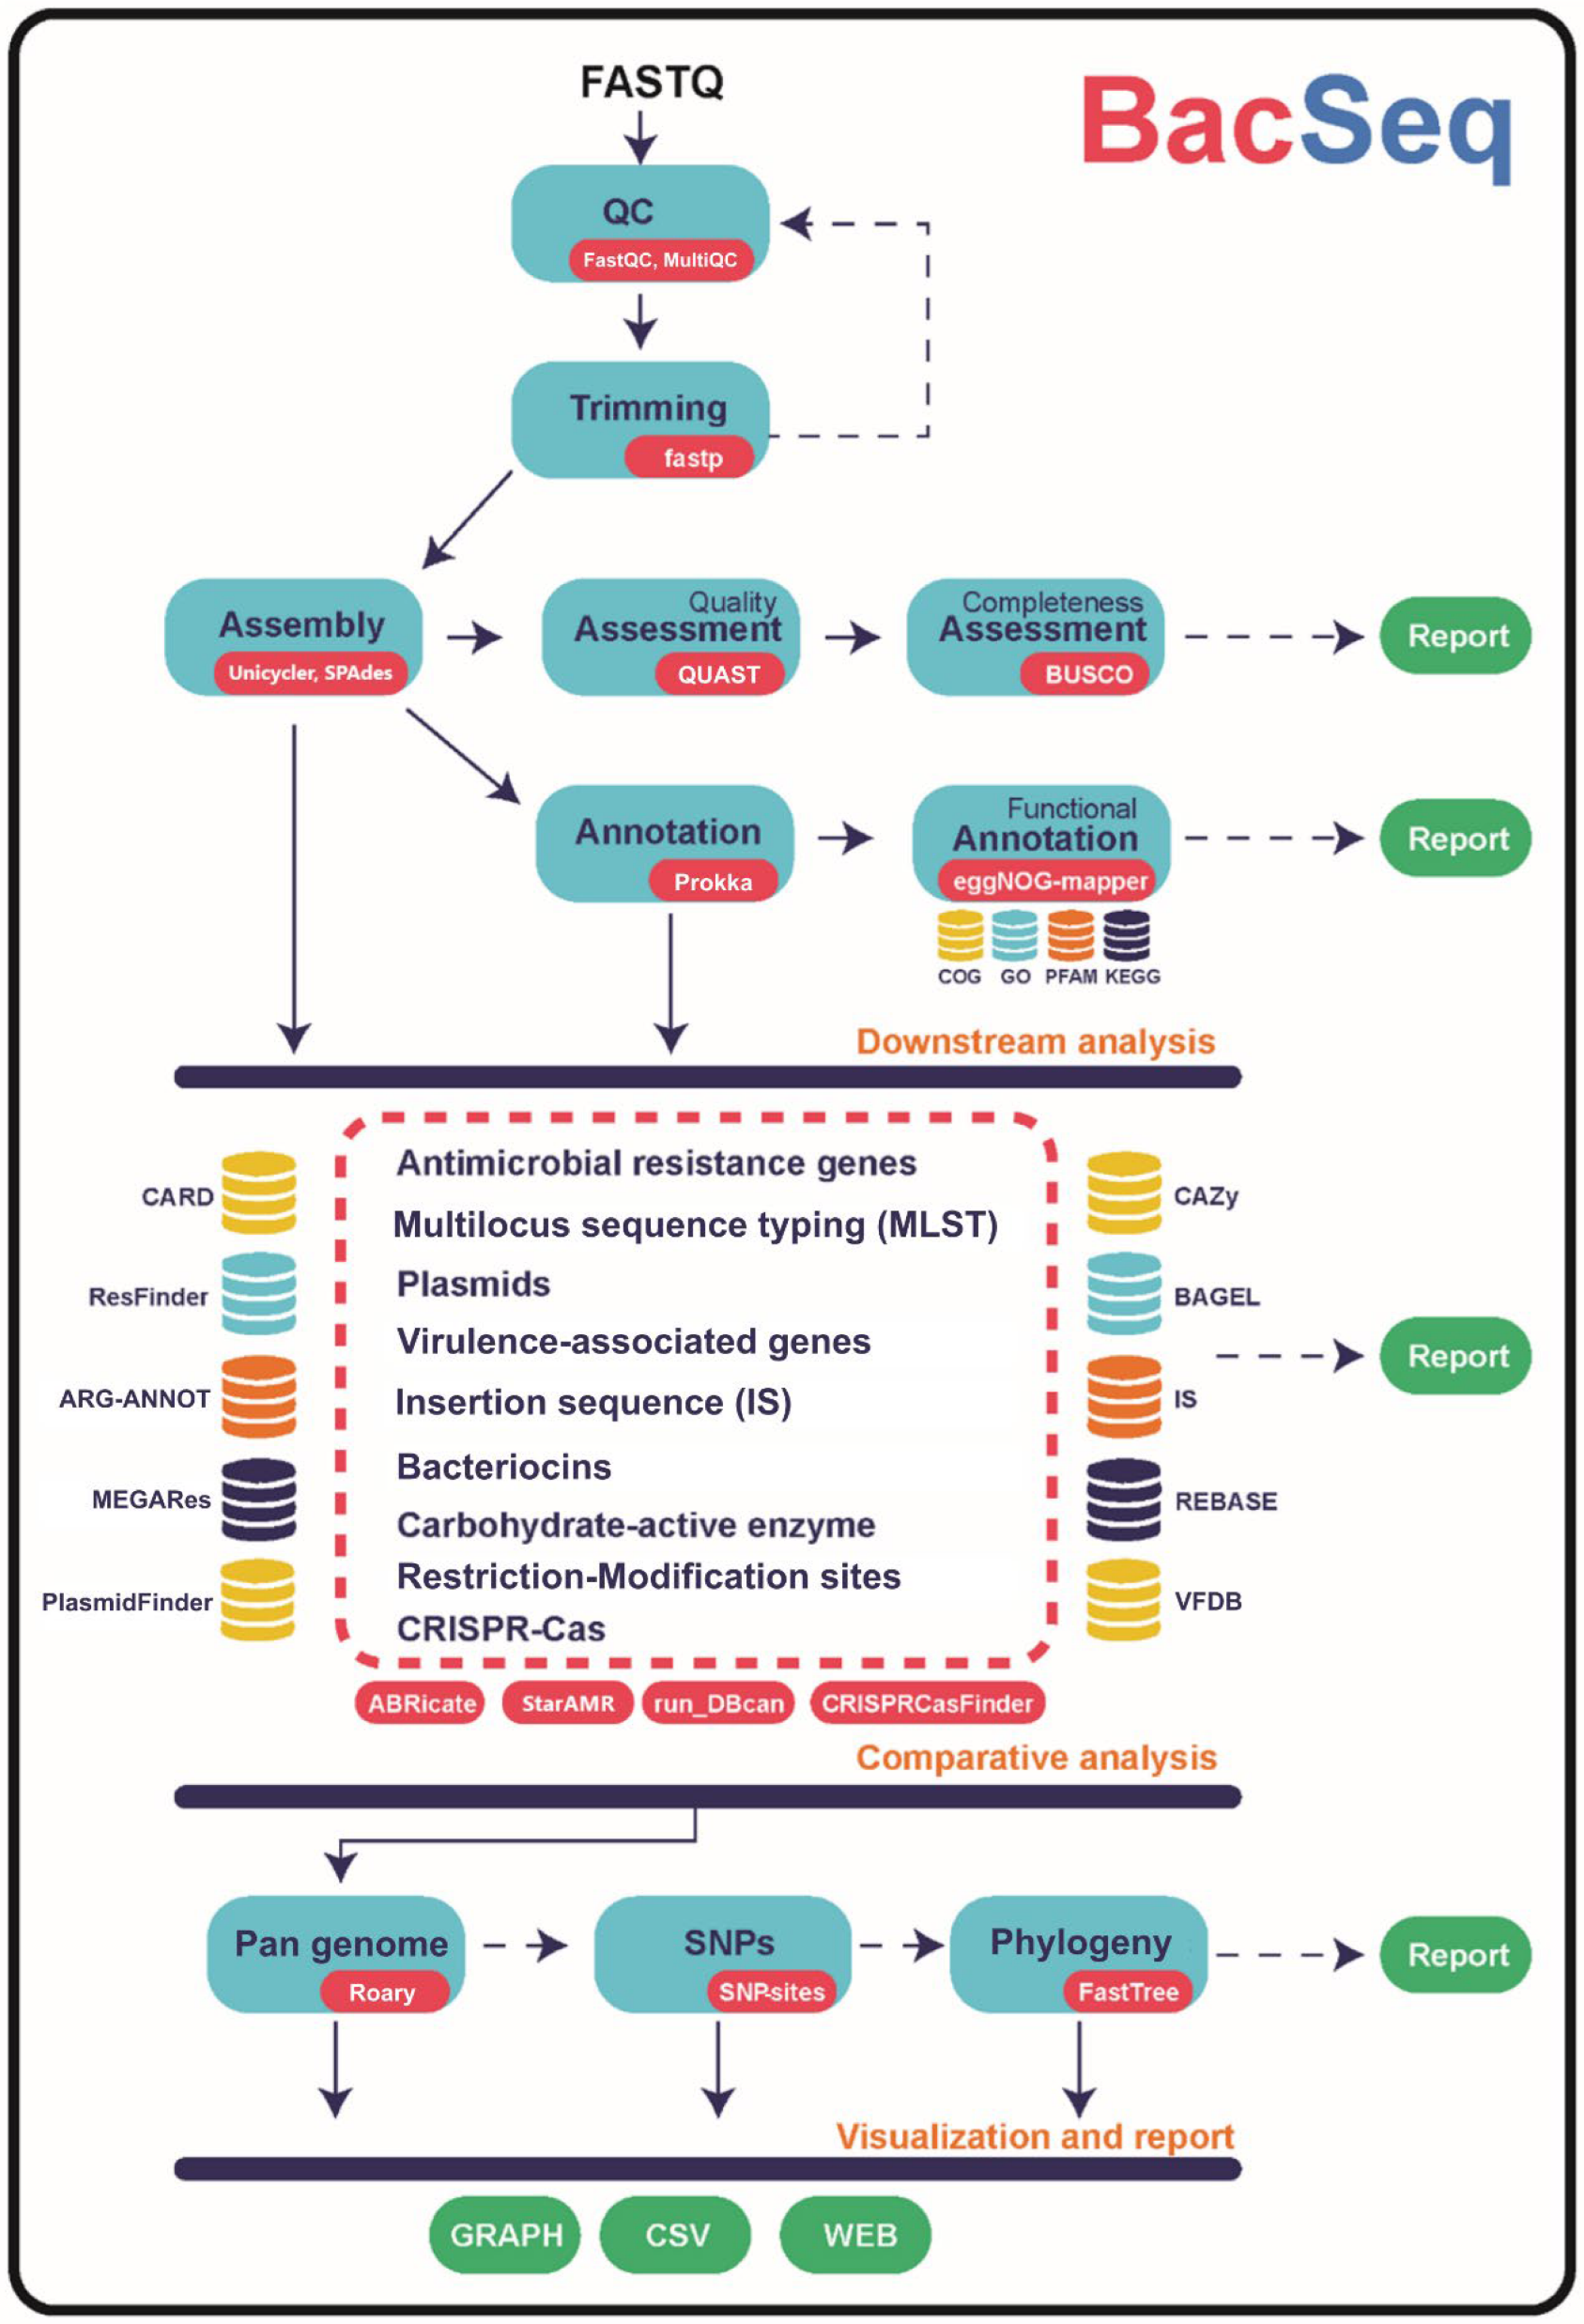 FASTQ
BacSeq
QC
FastQC, MultiQC
Trimming
fastp
Assembly
Unicycler, SPAdes
Quality
Assessment
QUAST
Completeness
Assessment
BUSCO
Report
Annotation
Prokka
Functional
Annotation
eggNOG-mapper
COG GO PFAM KEGG
Report
Downstream analysis
CARD
ResFinder
ARG-ANNOT
MEGARes
PlasmidFinder
Antimicrobial resistance genes
Multilocus sequence typing (MLST)
Plasmids
Virulence-associated genes
Insertion sequence (IS)
Bacteriocins
Carbohydrate-active enzyme
Restriction-Modification sites
CRISPR-Cas
CAZy
BAGEL
IS
REBASE
VFDB
Report
ABRicate StarAMR run_DBcan CRISPRCasFinder
Comparative analysis
Pan genome
Roary
SNPs
SNP-sites
Phylogeny
FastTree
Report
Visualization and report
GRAPH CSV WEB